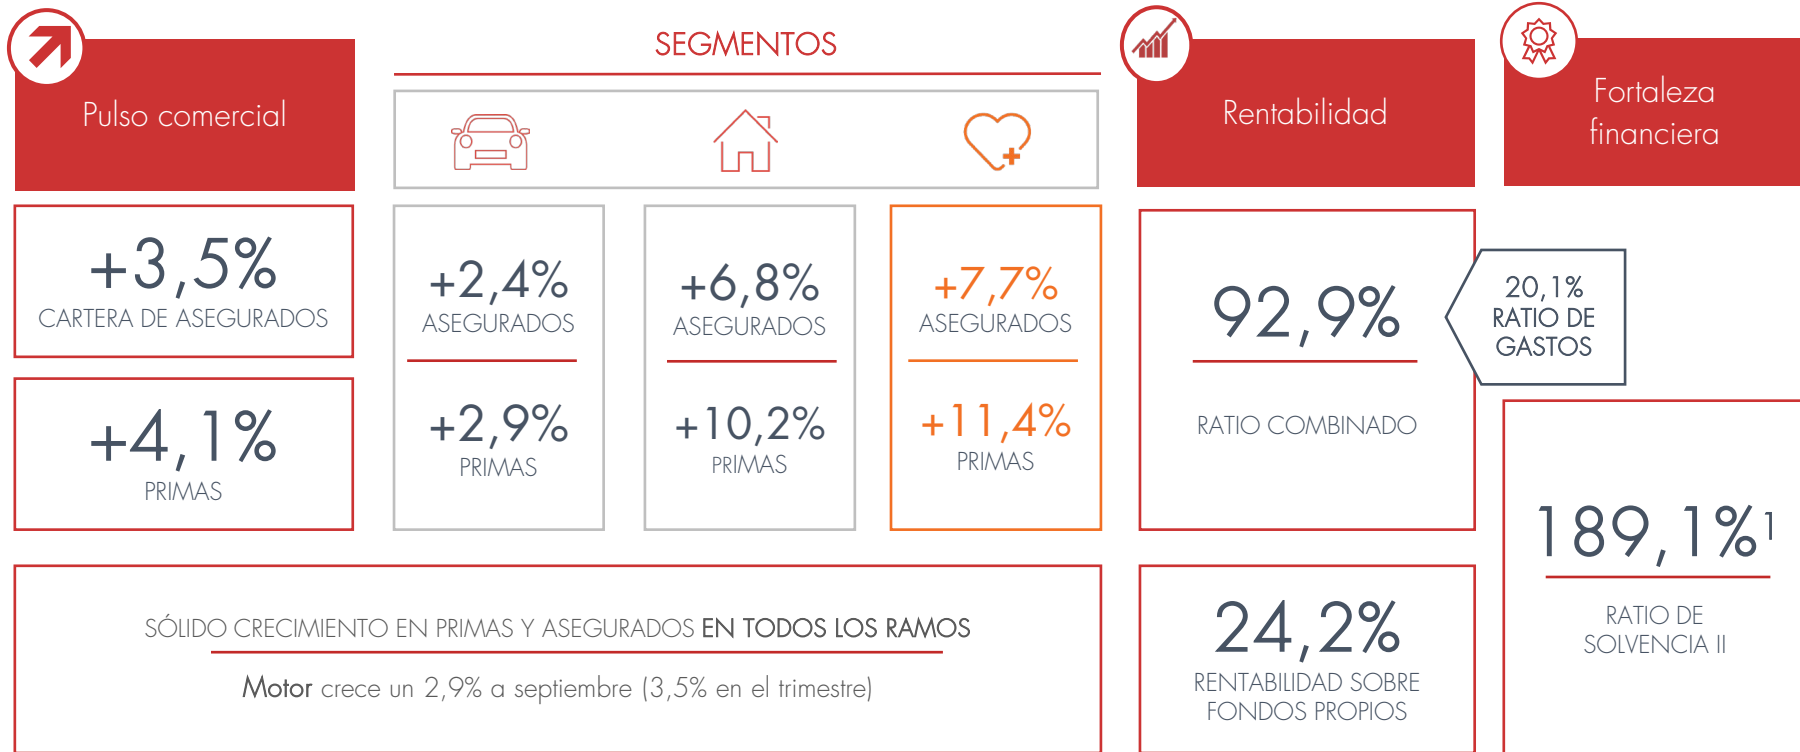 Pulso comercial
+3,5%
CARTERA DE ASEGURADOS
+4,1%
PRIMAS
SEGMENTOS
+2,4%
ASEGURADOS
+2,9%
PRIMAS
+6,8%
ASEGURADOS
+10,2%
PRIMAS
+7,7%
ASEGURADOS
+11,4%
PRIMAS
SÓLIDO CRECIMIENTO EN PRIMAS Y ASEGURADOS EN TODOS LOS RAMOS
Motor crece un 2,9% a septiembre (3,5% en el trimestre)
Rentabilidad
92,9%
RATIO COMBINADO
20,1%
RATIO DE
GASTOS
24,2%
RENTABILIDAD SOBRE
FONDOS PROPIOS
Fortaleza
financiera
189,1%¹
RATIO DE
SOLVENCIA II